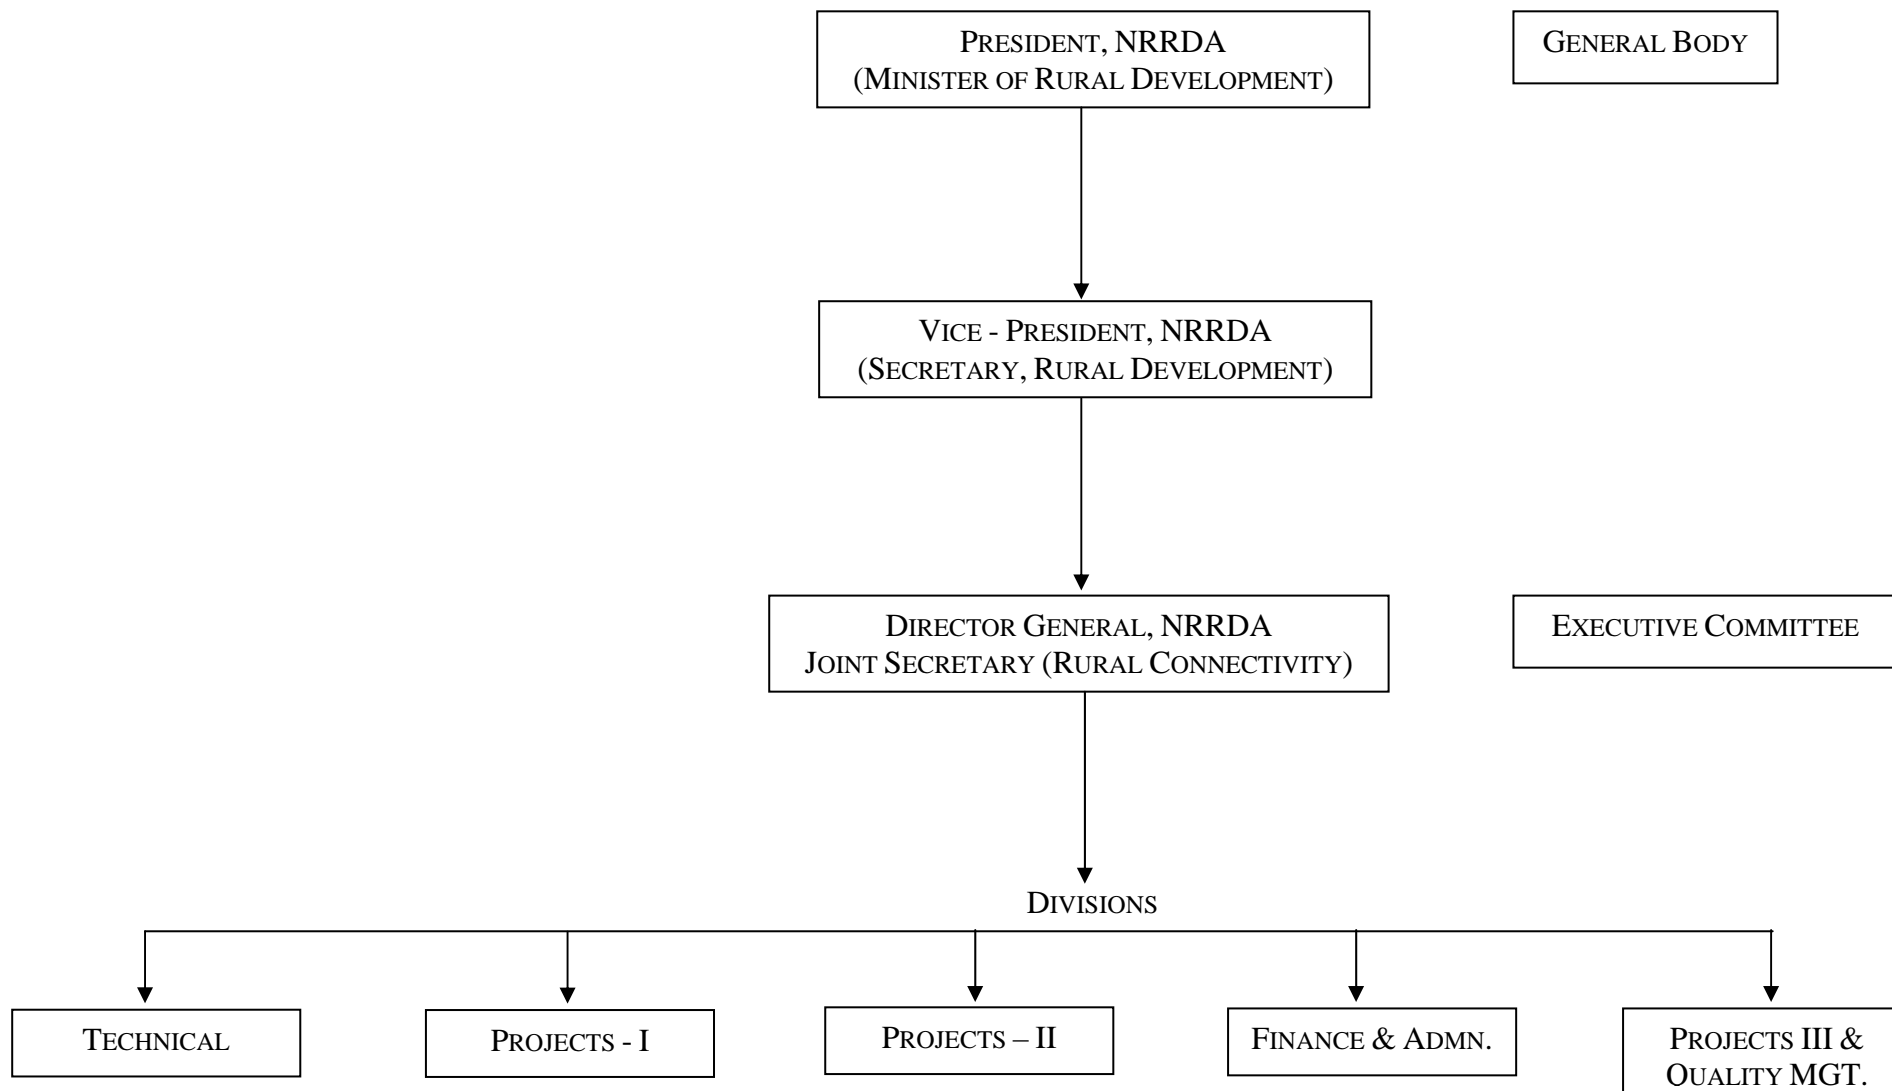 PRESIDENT, NRRDA
(MINISTER OF RURAL DEVELOPMENT)
GENERAL BODY
VICE - PRESIDENT, NRRDA
(SECRETARY, RURAL DEVELOPMENT)
DIRECTOR GENERAL, NRRDA
JOINT SECRETARY (RURAL CONNECTIVITY)
EXECUTIVE COMMITTEE
DIVISIONS
TECHNICAL
PROJECTS - I
PROJECTS – II
FINANCE & ADMN.
PROJECTS III &
QUALITY MGT.